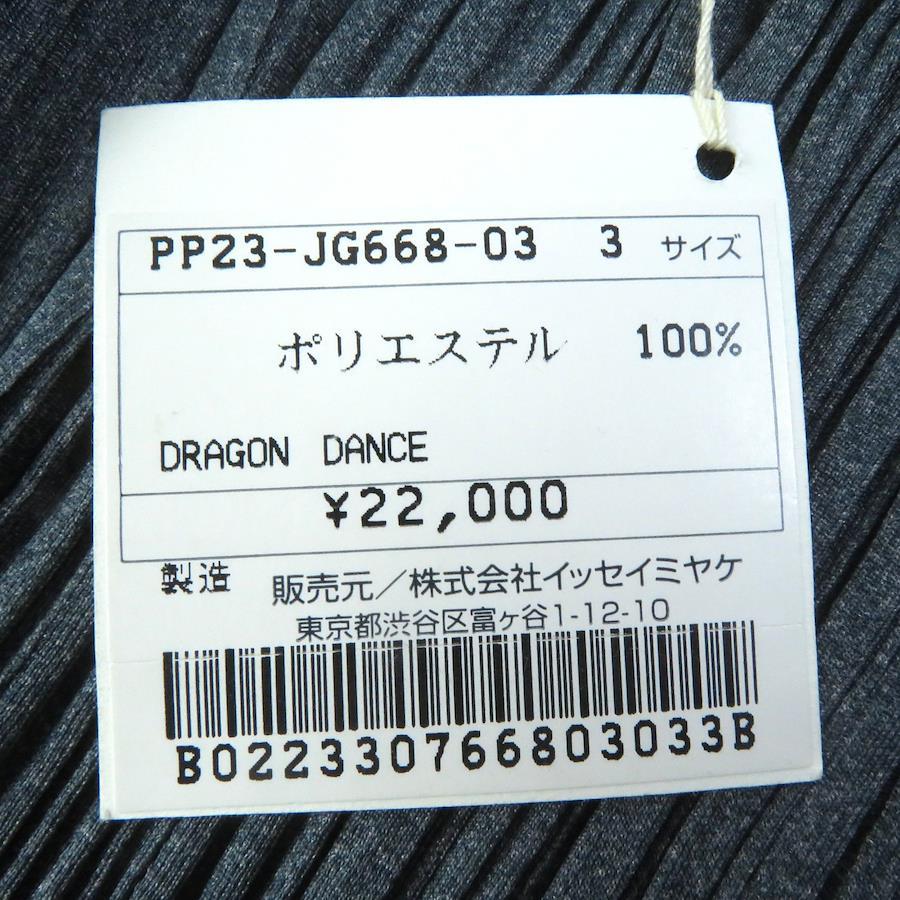 PP23-JG668-03 3 サイズ
ポリエステル 100%
DRAGON DANCE
¥22,000
製造 販売元／株式会社イッセイミヤケ
東京都渋谷区富ヶ谷1-12-10
B022330766803033B